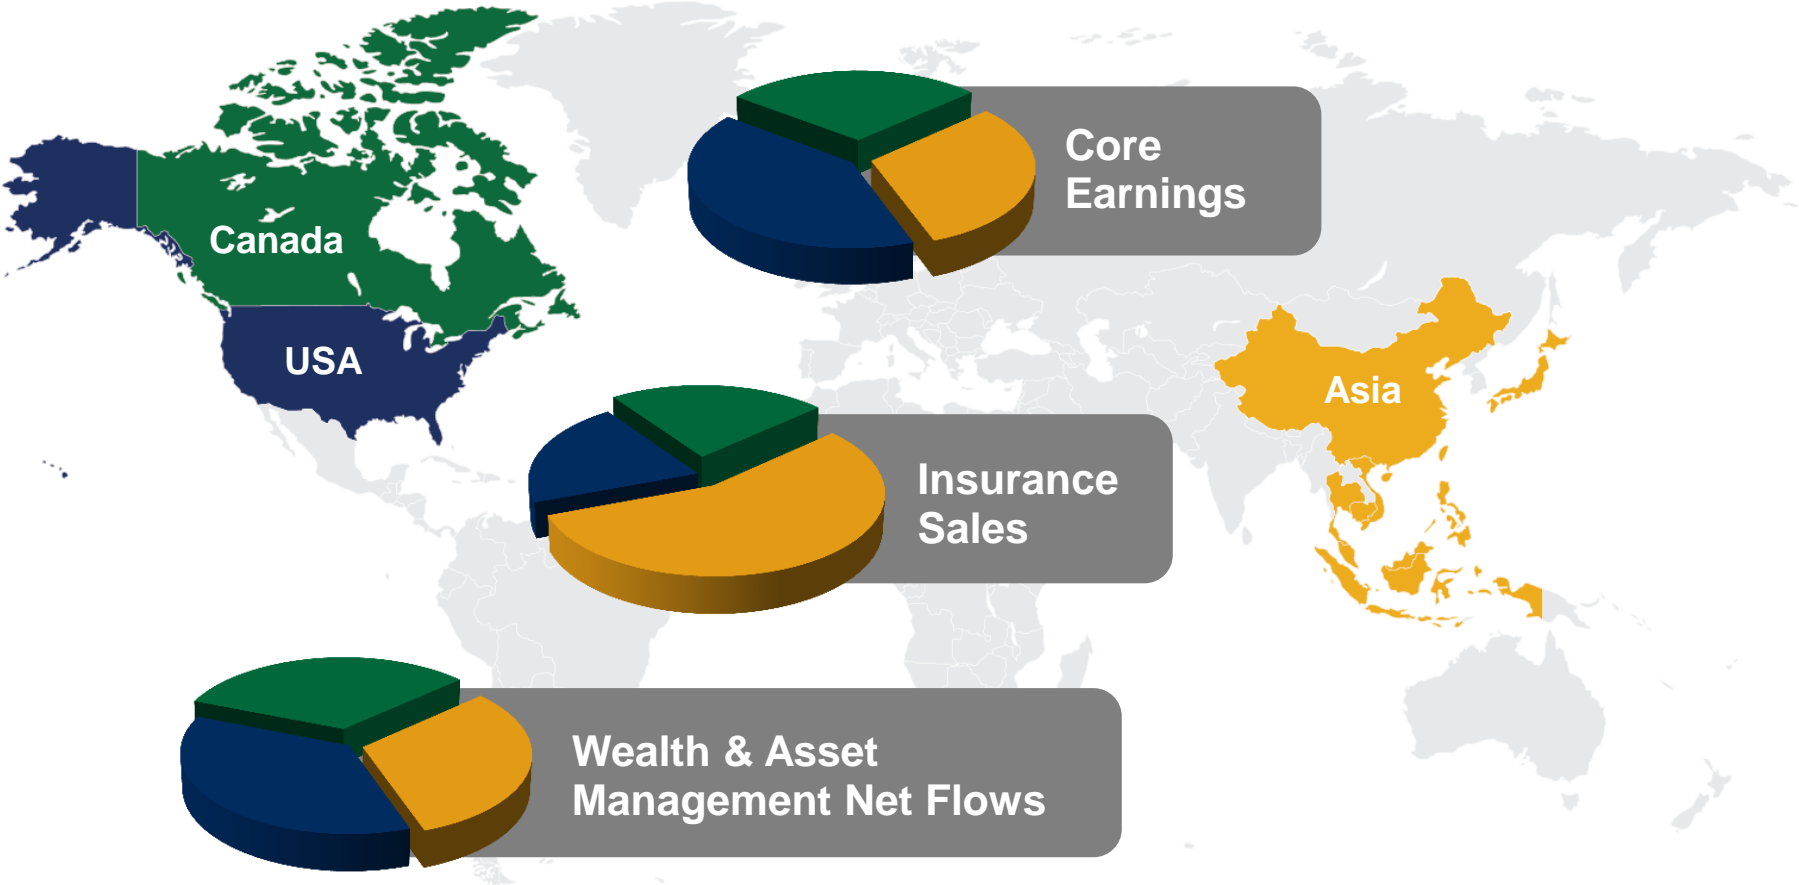 Core
Earnings
Canada
USA
Asia
Insurance
Sales
Wealth & Asset
Management Net Flows